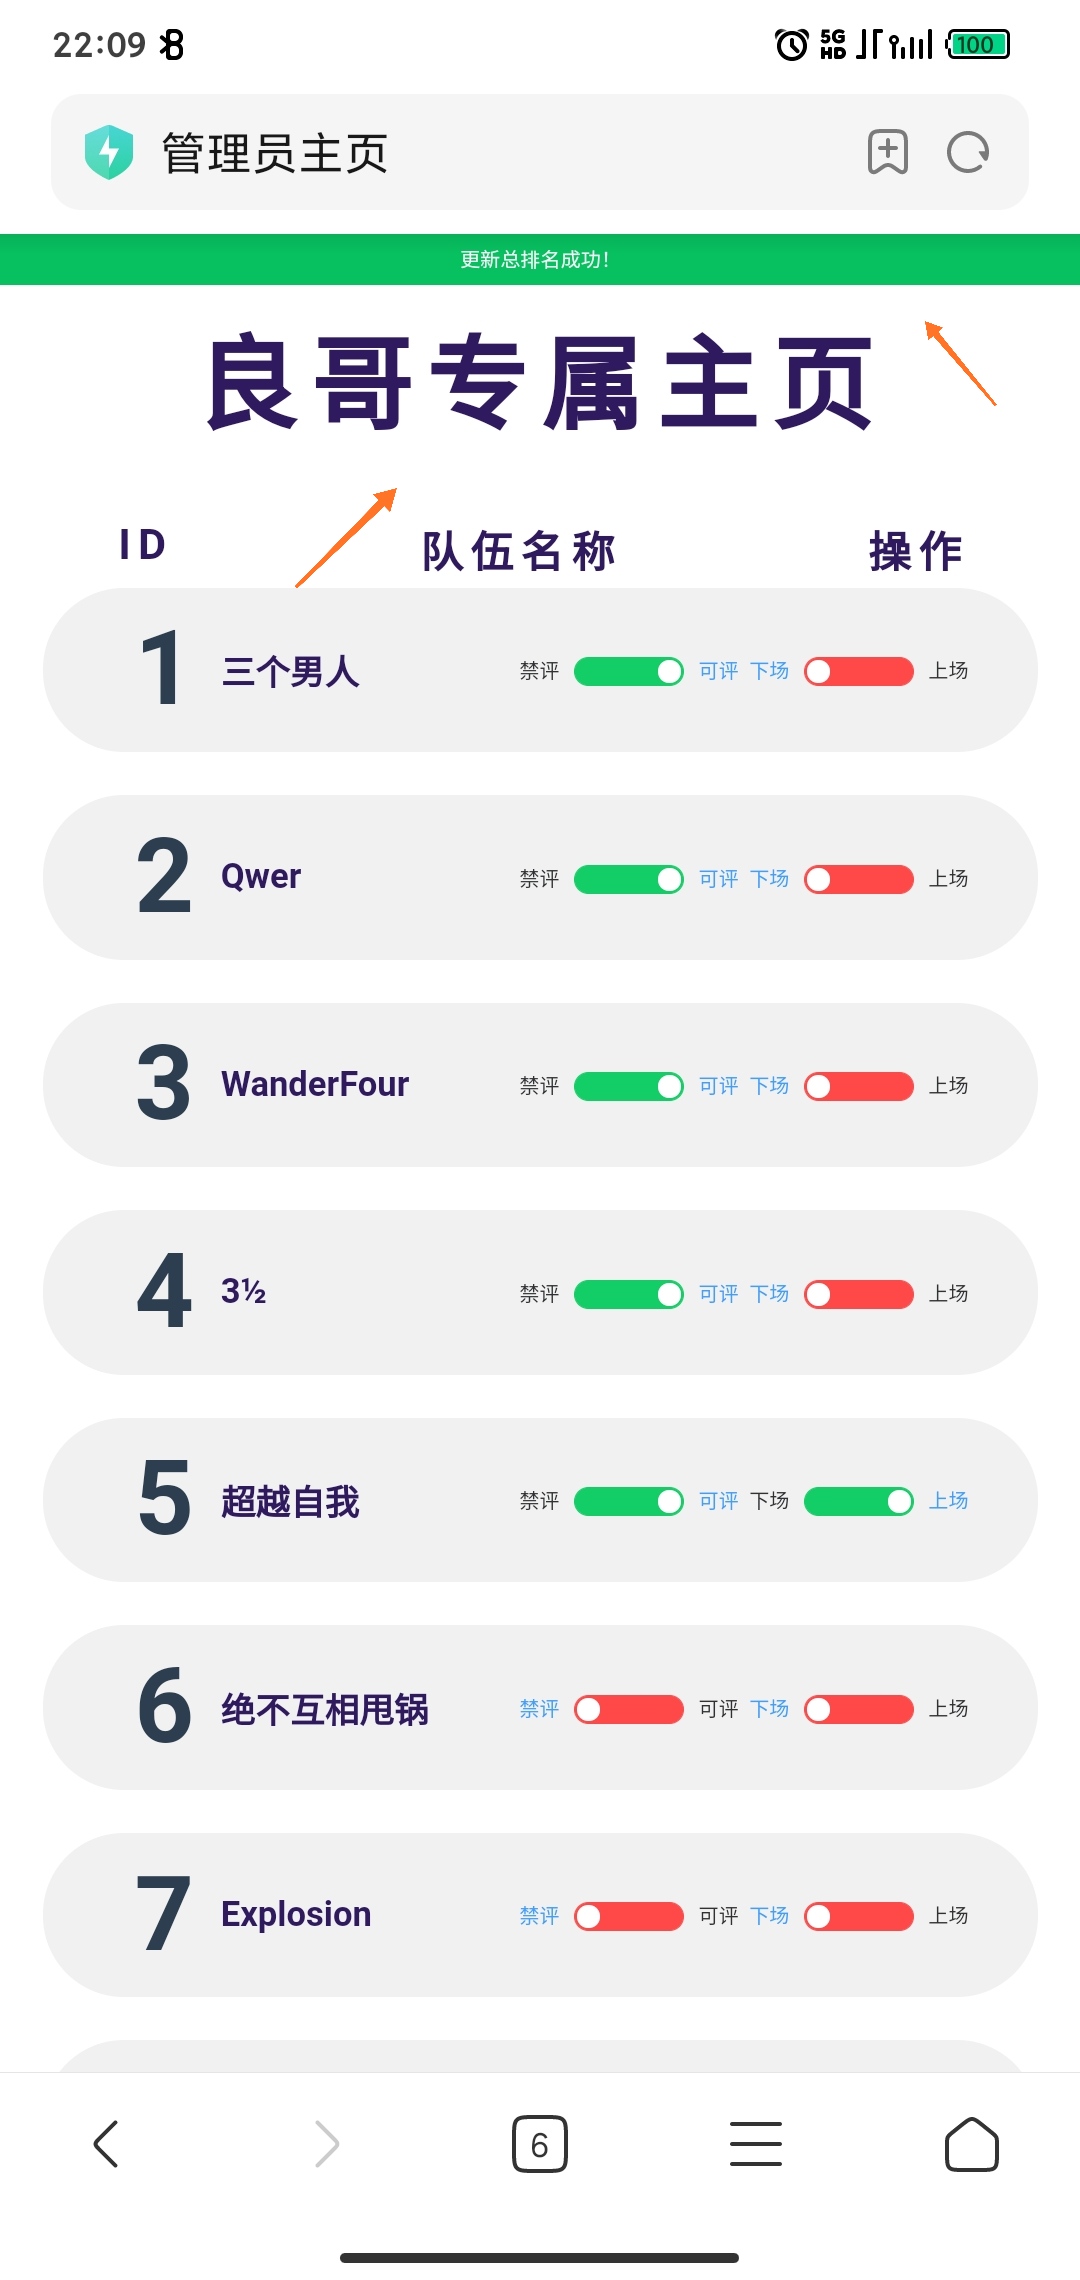 22:09
5G
HD
100
管理员主页
更新总排名成功!
良哥专属主页
ID 队伍名称 操作
1 三个男人 禁评 可评 下场 上场
2 Qwer 禁评 可评 下场 上场
3 WanderFour 禁评 可评 下场 上场
4 3½ 禁评 可评 下场 上场
5 超越自我 禁评 可评 下场 上场
6 绝不互相甩锅 禁评 可评 下场 上场
7 Explosion 禁评 可评 下场 上场
6